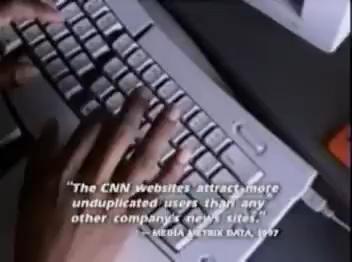 "The CNN websites attract more
unduplicated users than any
other company's news sites."
— MEDIA METRIX DATA, 1997